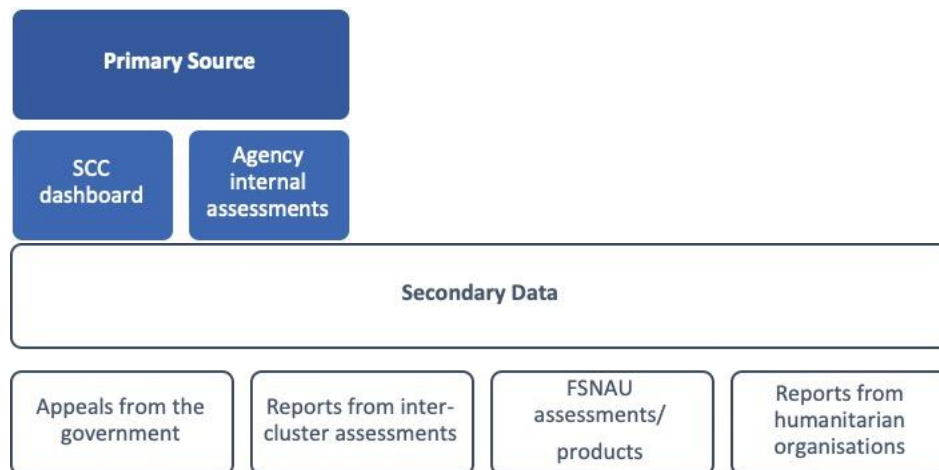 Primary Source
SCC
dashboard
Agency
internal
assessments
Secondary Data
Appeals from the
government
Reports from inter-
cluster assessments
FSNAU
assessments/
products
Reports from
humanitarian
organisations